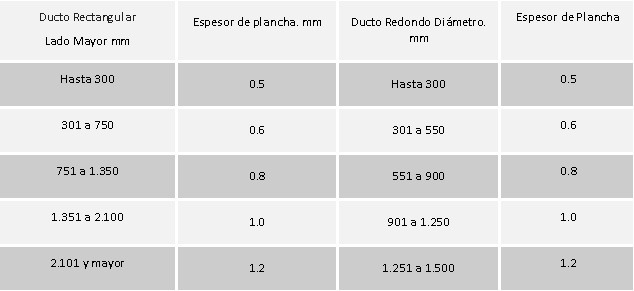 Ducto Rectangular
Lado Mayor mm
Espesor de plancha. mm
Ducto Redondo Diámetro.
mm
Espesor de Plancha
Hasta 300
0.5
Hasta 300
0.5
301 a 750
0.6
301 a 550
0.6
751 a 1.350
0.8
551 a 900
0.8
1.351 a 2.100
1.0
901 a 1.250
1.0
2.101 y mayor
1.2
1.251 a 1.500
1.2